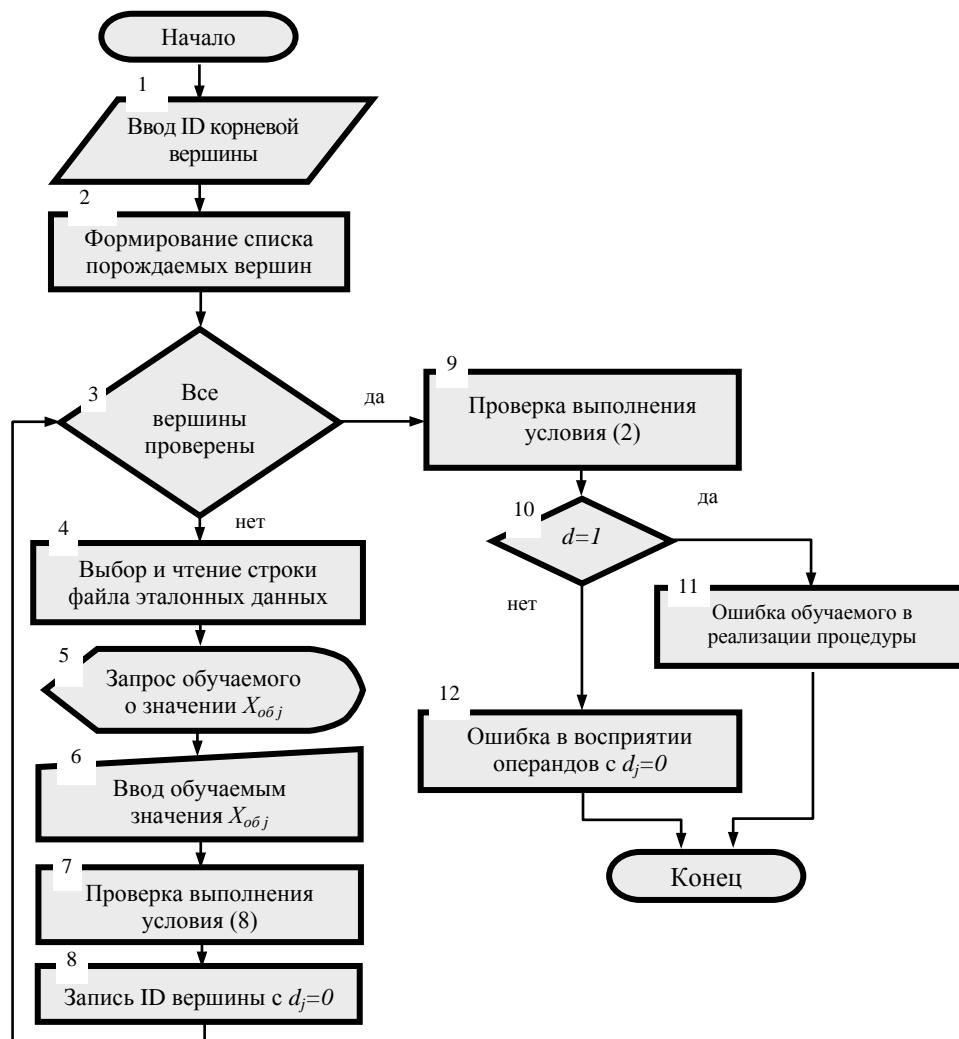 Начало
1
Ввод ID корневой
вершины
2
Формирование списка
порождаемых вершин
3
Все
вершины
проверены
да
нет
4
Выбор и чтение строки
файла эталонных данных
5
Запрос обучаемого
о значении Xоб j
6
Ввод обучаемым
значения Xоб j
7
Проверка выполнения
условия (8)
8
Запись ID вершины с dj=0
9
Проверка выполнения
условия (2)
10
d=1
да
нет
11
Ошибка обучаемого в
реализации процедуры
12
Ошибка в восприятии
операндов с dj=0
Конец